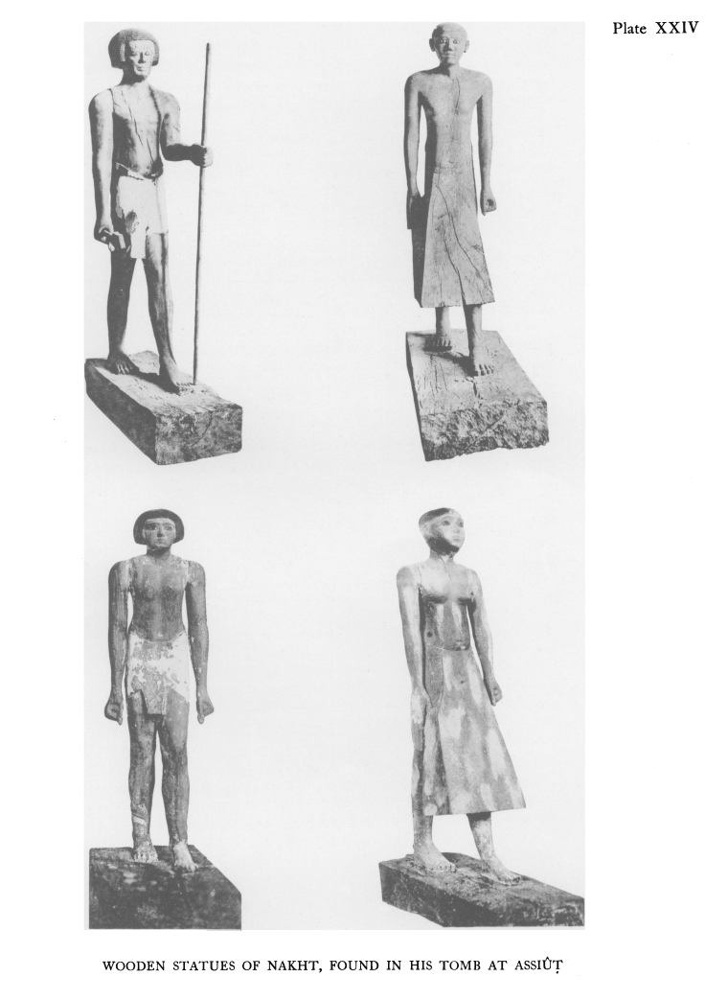 Plate XXIV
WOODEN STATUES OF NAKHT, FOUND IN HIS TOMB AT ASSIÛṬ